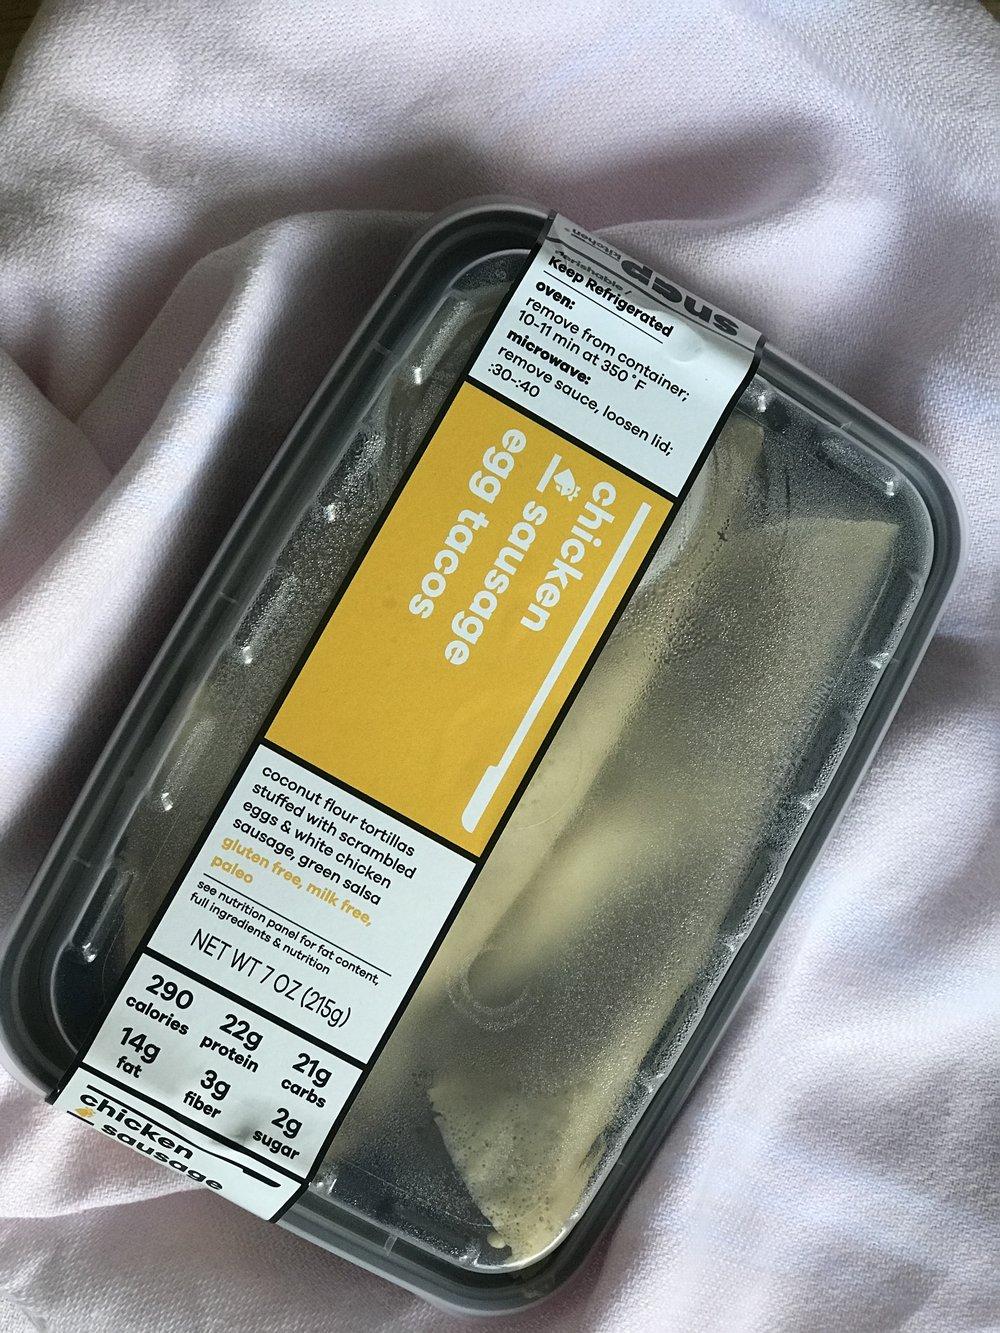 snap
kitchen
Perishable /
Keep Refrigerated
oven:
remove from container:
10-11 min at 350 °F
microwave:
remove sauce, loosen lid;
:30-:40
chicken
sausage
egg tacos
coconut flour tortillas
stuffed with scrambled
eggs & white chicken
sausage, green salsa
gluten free, milk free,
paleo
see nutrition panel for fat content,
full ingredients & nutrition
NET WT 7 OZ (215g)
290 22g 21g
calories protein carbs
14g 3g 2g
fat fiber sugar
chicken
sausage